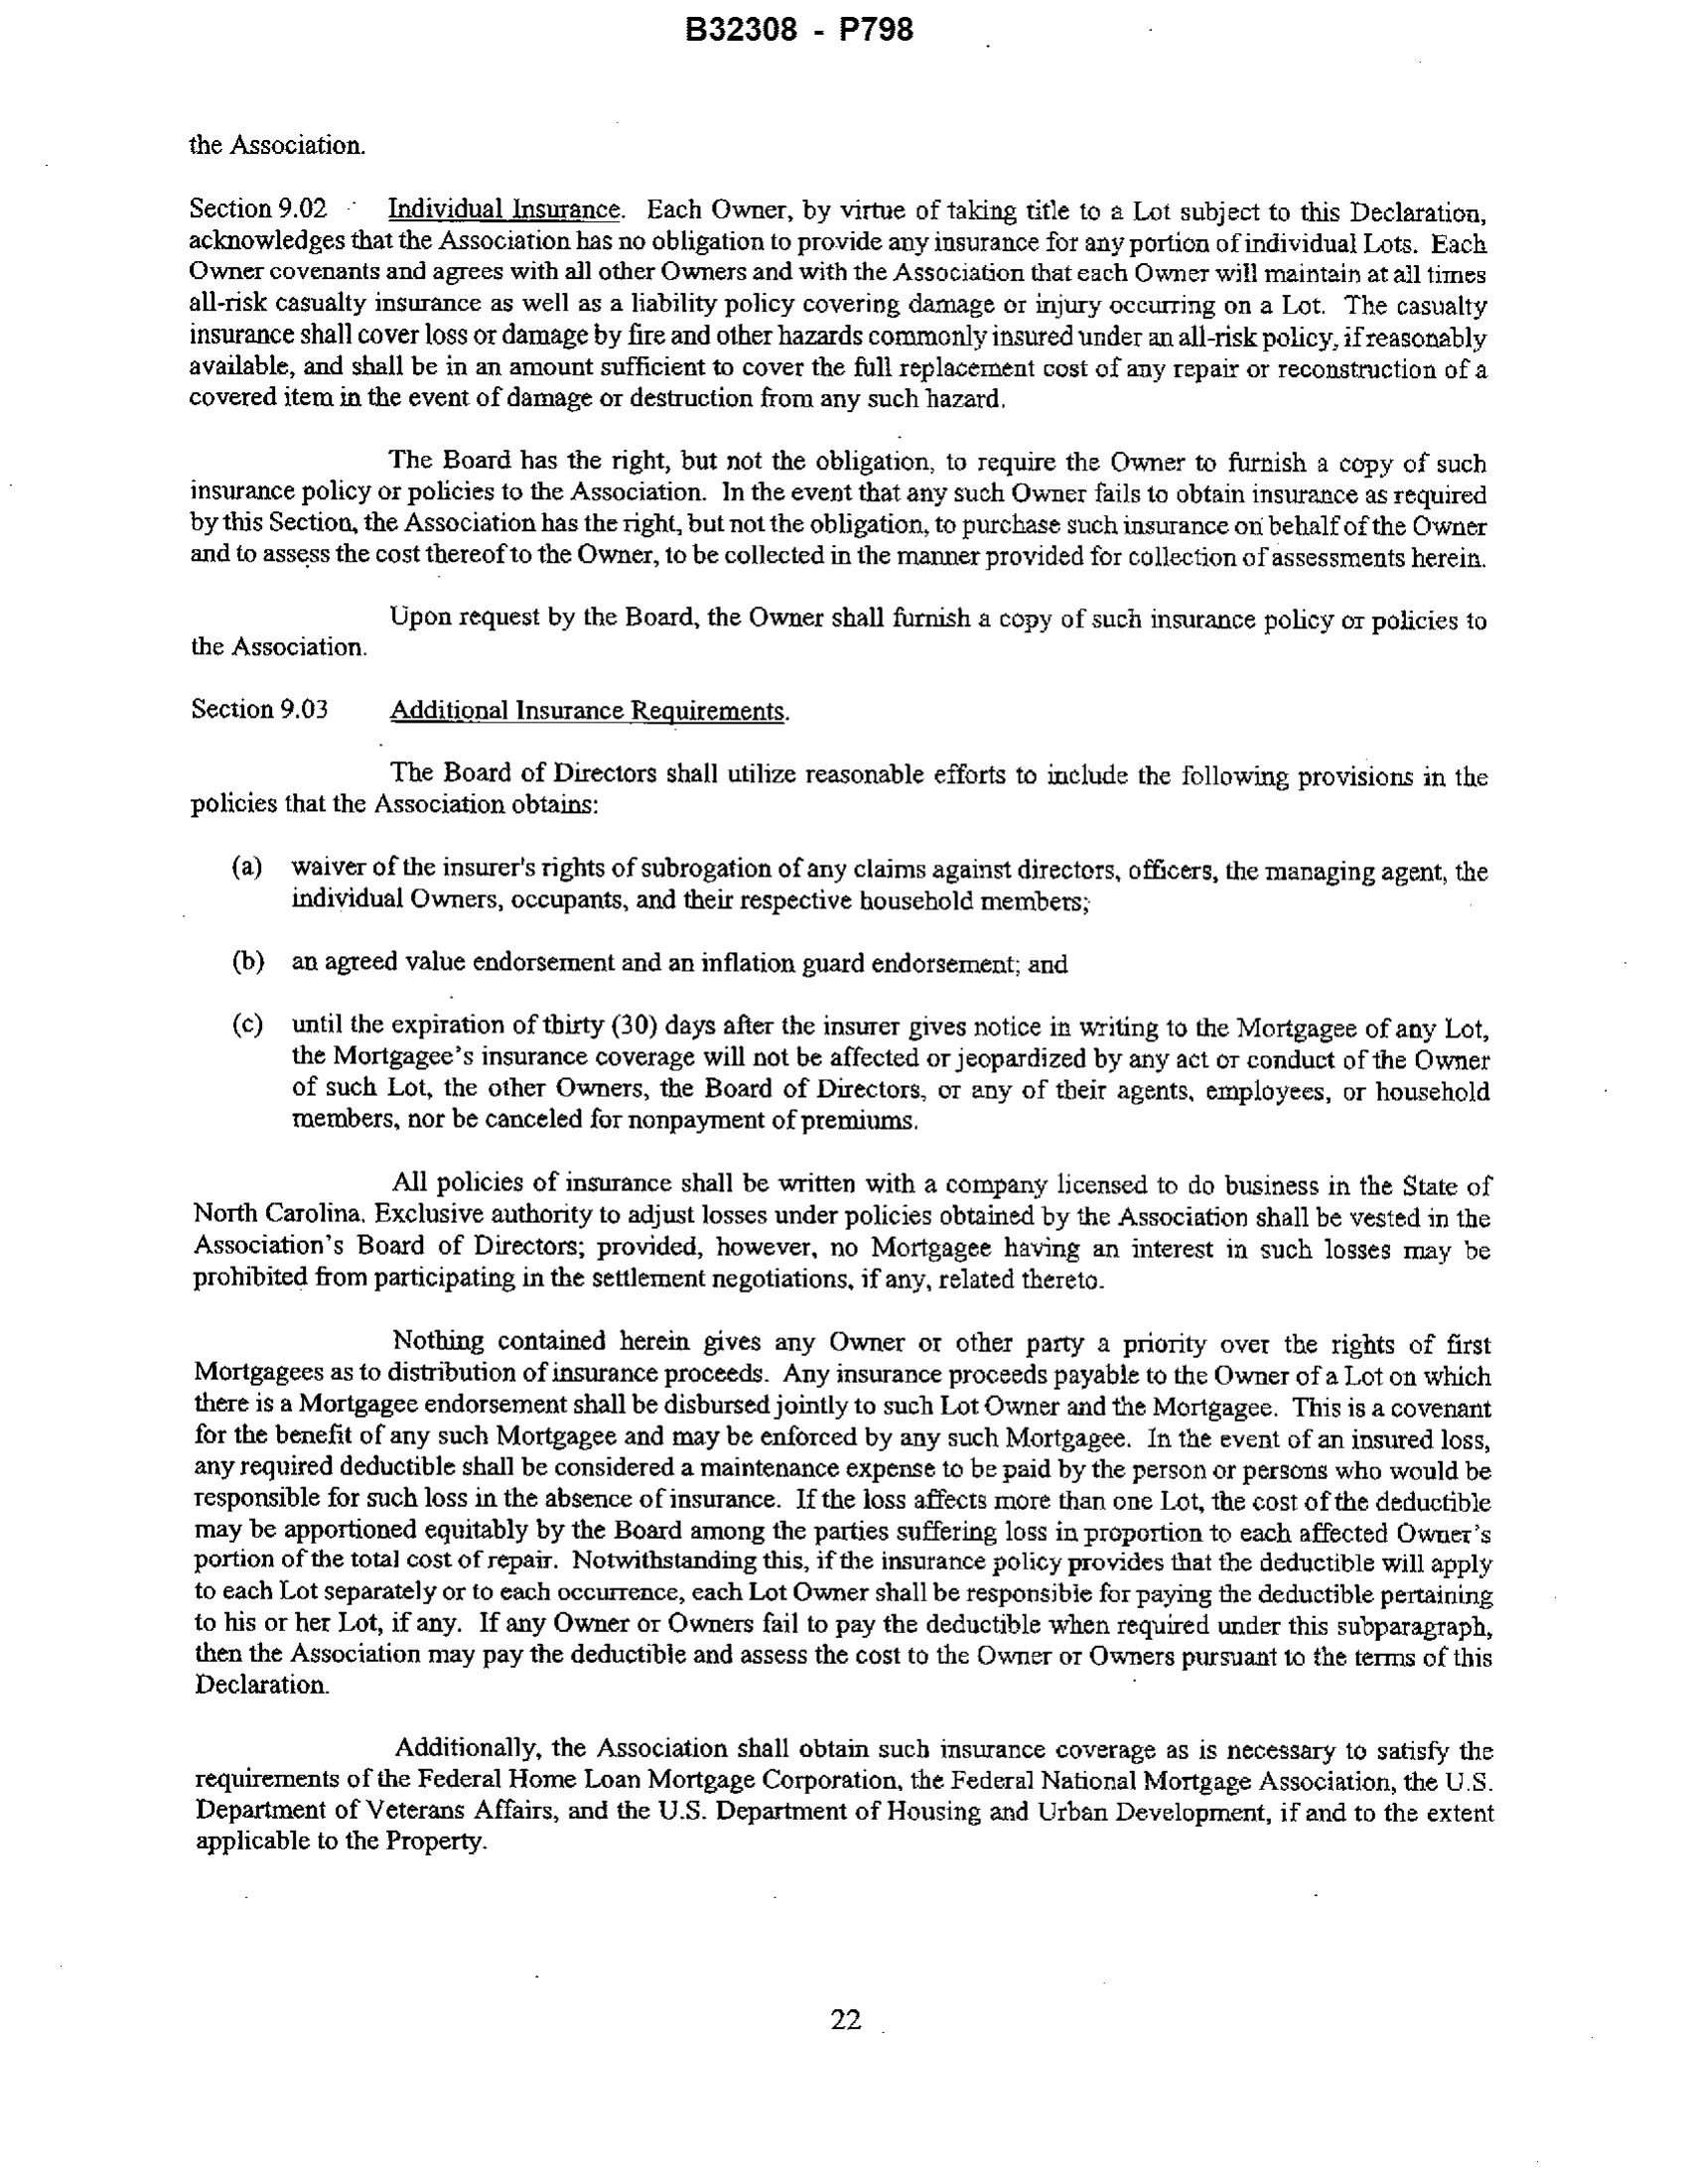 B32308 - P798
the Association.
Section 9.02 Individual Insurance. Each Owner, by virtue of taking title to a Lot subject to this Declaration,
acknowledges that the Association has no obligation to provide any insurance for any portion of individual Lots. Each
Owner covenants and agrees with all other Owners and with the Association that each Owner will maintain at all times
all-risk casualty insurance as well as a liability policy covering damage or injury occurring on a Lot. The casualty
insurance shall cover loss or damage by fire and other hazards commonly insured under an all-risk policy, if reasonably
available, and shall be in an amount sufficient to cover the full replacement cost of any repair or reconstruction of a
covered item in the event of damage or destruction from any such hazard.
The Board has the right, but not the obligation, to require the Owner to furnish a copy of such
insurance policy or policies to the Association. In the event that any such Owner fails to obtain insurance as required
by this Section, the Association has the right, but not the obligation, to purchase such insurance on behalf of the Owner
and to assess the cost thereof to the Owner, to be collected in the manner provided for collection of assessments herein.
Upon request by the Board, the Owner shall furnish a copy of such insurance policy or policies to
the Association.
Section 9.03 Additional Insurance Requirements.
The Board of Directors shall utilize reasonable efforts to include the following provisions in the
policies that the Association obtains:
(a) waiver of the insurer's rights of subrogation of any claims against directors, officers, the managing agent, the
individual Owners, occupants, and their respective household members;
(b) an agreed value endorsement and an inflation guard endorsement; and
(c) until the expiration of thirty (30) days after the insurer gives notice in writing to the Mortgagee of any Lot,
the Mortgagee's insurance coverage will not be affected or jeopardized by any act or conduct of the Owner
of such Lot, the other Owners, the Board of Directors, or any of their agents, employees, or household
members, nor be canceled for nonpayment of premiums.
All policies of insurance shall be written with a company licensed to do business in the State of
North Carolina. Exclusive authority to adjust losses under policies obtained by the Association shall be vested in the
Association's Board of Directors; provided, however, no Mortgagee having an interest in such losses may be
prohibited from participating in the settlement negotiations, if any, related thereto.
Nothing contained herein gives any Owner or other party a priority over the rights of first
Mortgagees as to distribution of insurance proceeds. Any insurance proceeds payable to the Owner of a Lot on which
there is a Mortgagee endorsement shall be disbursed jointly to such Lot Owner and the Mortgagee. This is a covenant
for the benefit of any such Mortgagee and may be enforced by any such Mortgagee. In the event of an insured loss,
any required deductible shall be considered a maintenance expense to be paid by the person or persons who would be
responsible for such loss in the absence of insurance. If the loss affects more than one Lot, the cost of the deductible
may be apportioned equitably by the Board among the parties suffering loss in proportion to each affected Owner's
portion of the total cost of repair. Notwithstanding this, if the insurance policy provides that the deductible will apply
to each Lot separately or to each occurrence, each Lot Owner shall be responsible for paying the deductible pertaining
to his or her Lot, if any. If any Owner or Owners fail to pay the deductible when required under this subparagraph,
then the Association may pay the deductible and assess the cost to the Owner or Owners pursuant to the terms of this
Declaration.
Additionally, the Association shall obtain such insurance coverage as is necessary to satisfy the
requirements of the Federal Home Loan Mortgage Corporation, the Federal National Mortgage Association, the U.S.
Department of Veterans Affairs, and the U.S. Department of Housing and Urban Development, if and to the extent
applicable to the Property.
22